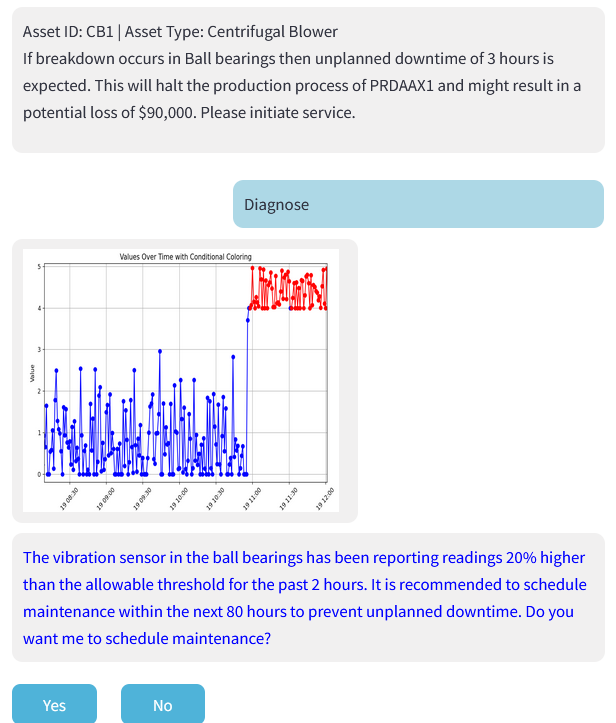 Asset ID: CB1 | Asset Type: Centrifugal Blower
If breakdown occurs in Ball bearings then unplanned downtime of 3 hours is
expected. This will halt the production process of PRDAAX1 and might result in a
potential loss of $90,000. Please initiate service.
Diagnose
Values Over Time with Conditional Coloring
5
4
3
2
1
0
Value
19 08:30
19 09:00
19 09:30
19 10:00
19 10:30
19 11:00
19 11:30
19 12:00
The vibration sensor in the ball bearings has been reporting readings 20% higher
than the allowable threshold for the past 2 hours. It is recommended to schedule
maintenance within the next 80 hours to prevent unplanned downtime. Do you
want me to schedule maintenance?
Yes
No